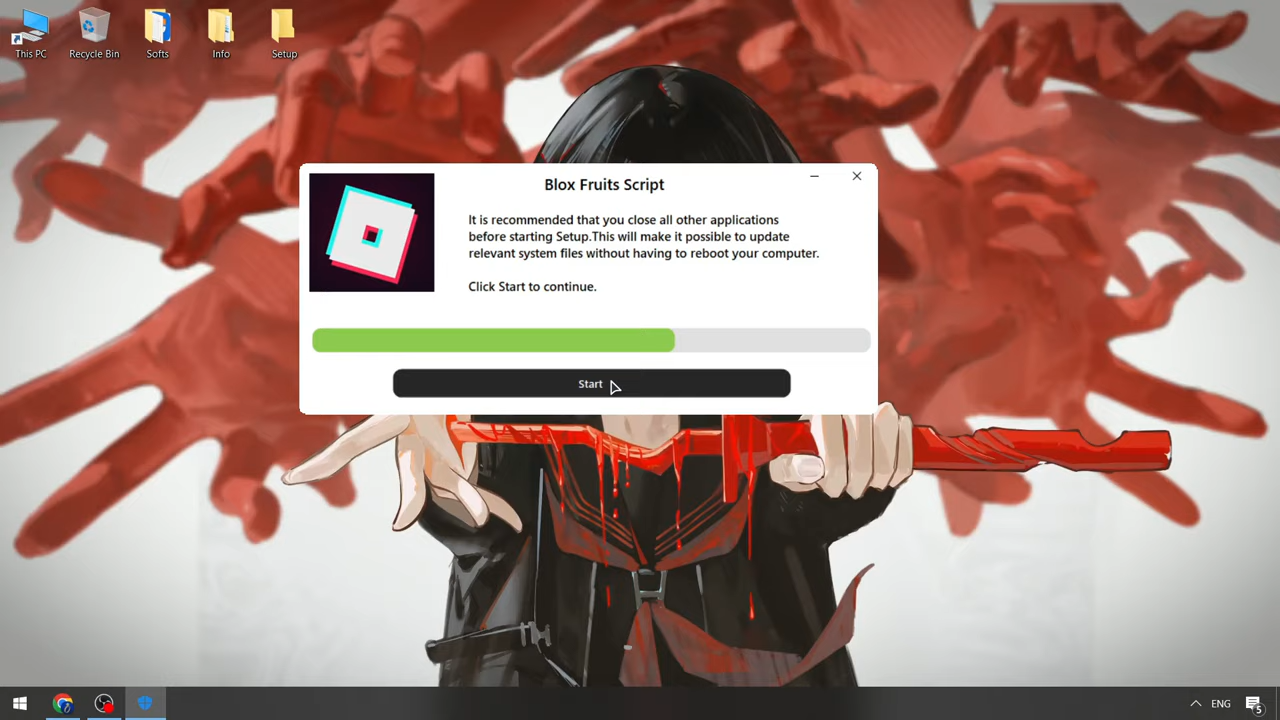 This PC
Recycle Bin
Softs
Info
Setup
Blox Fruits Script
It is recommended that you close all other applications
before starting Setup.This will make it possible to update
relevant system files without having to reboot your computer.
Click Start to continue.
Start
ENG
5